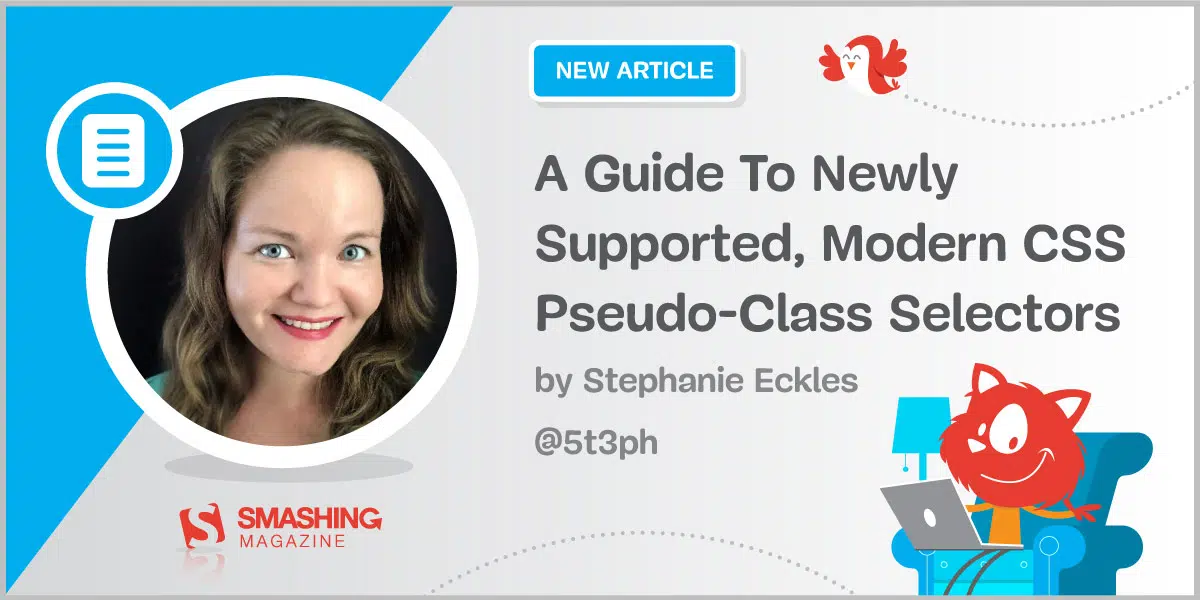 NEW ARTICLE
A Guide To Newly
Supported, Modern CSS
Pseudo-Class Selectors
by Stephanie Eckles
@5t3ph
SMASHING
MAGAZINE